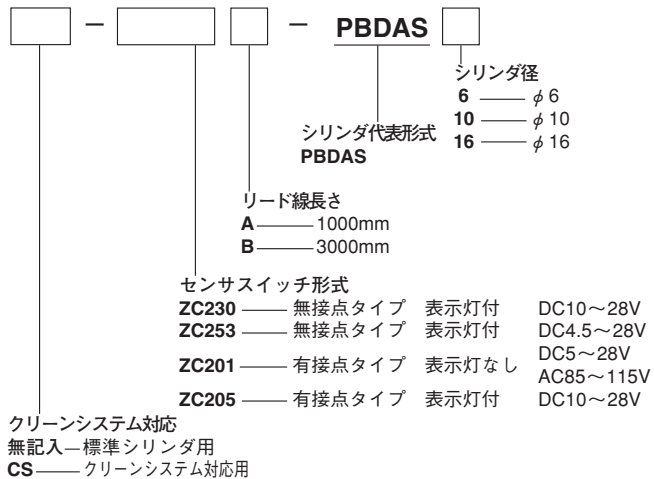 － － PBDAS
シリンダ径
6 φ6
10 φ10
16 φ16
シリンダ代表形式
PBDAS
リード線長さ
A 1000mm
B 3000mm
センサスイッチ形式
ZC230 無接点タイプ 表示灯付 DC10〜28V
ZC253 無接点タイプ 表示灯付 DC4.5〜28V
ZC201 有接点タイプ 表示灯なし DC5〜28V
AC85〜115V
ZC205 有接点タイプ 表示灯付 DC10〜28V
クリーンシステム対応
無記入 標準シリンダ用
CS クリーンシステム対応用